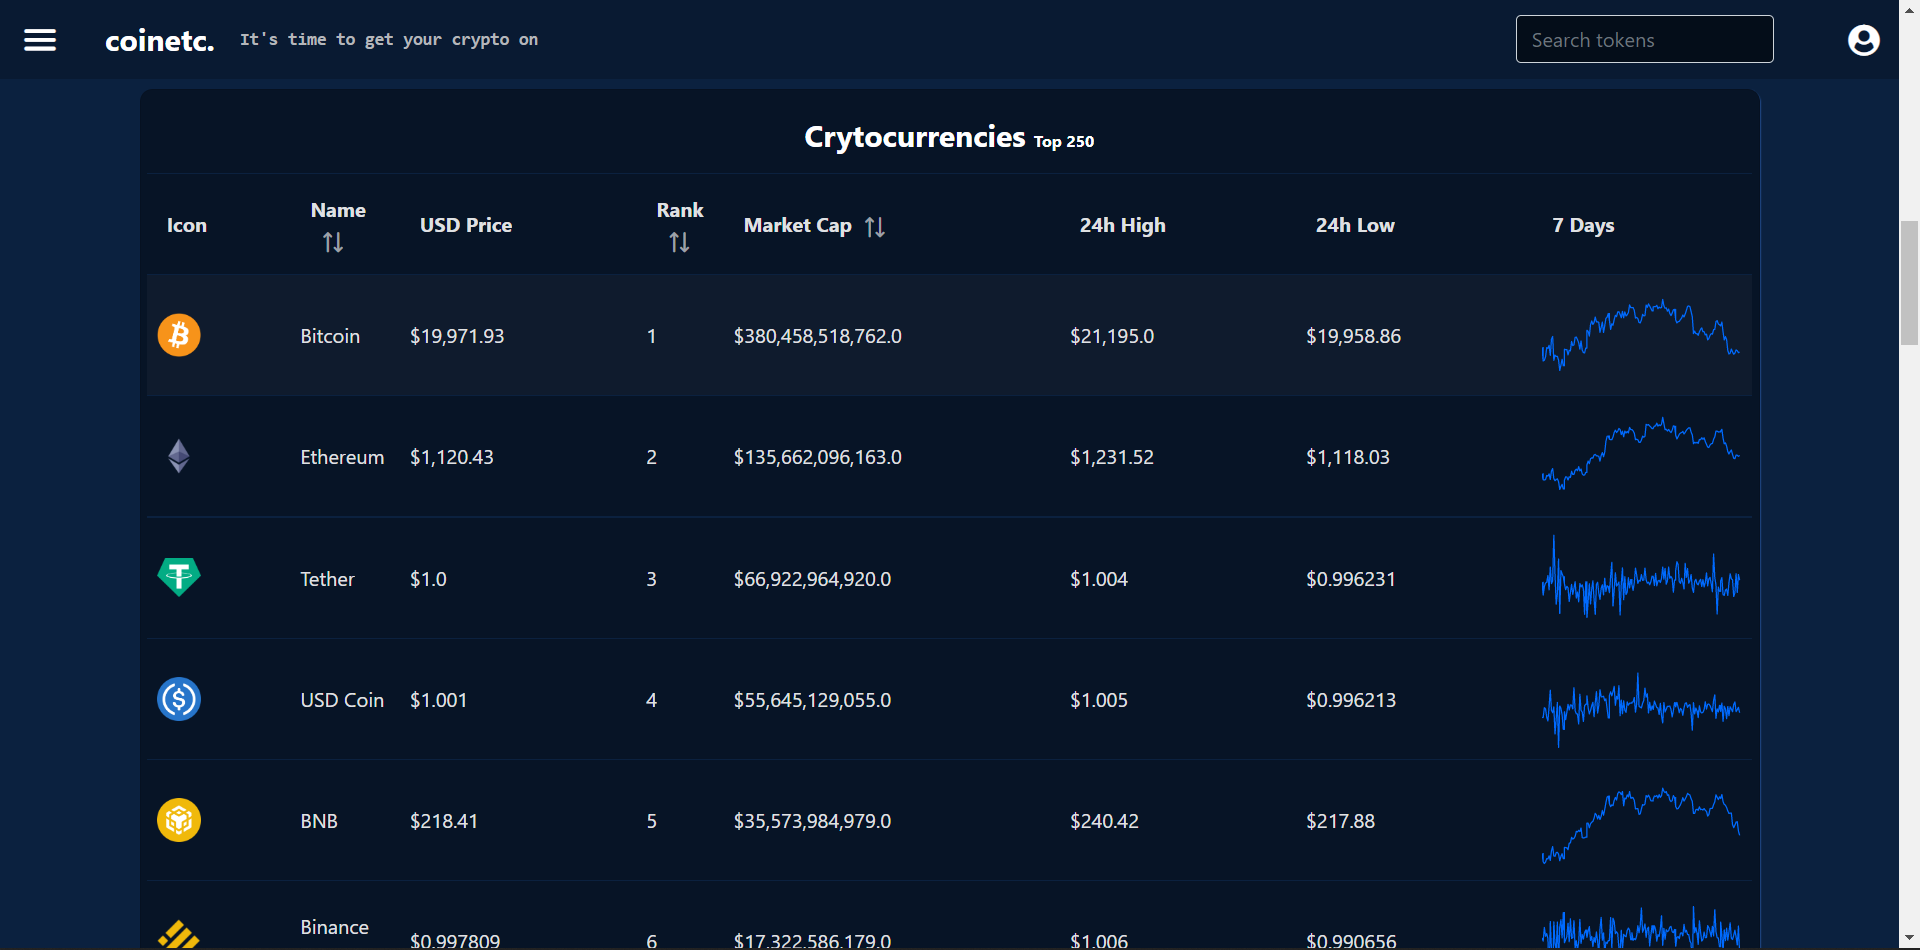 coinetc. It's time to get your crypto on Search tokens
Crytocurrencies Top 250
Icon Name USD Price Rank Market Cap 24h High 24h Low 7 Days
Bitcoin $19,971.93 1 $380,458,518,762.0 $21,195.0 $19,958.86
Ethereum $1,120.43 2 $135,662,096,163.0 $1,231.52 $1,118.03
Tether $1.0 3 $66,922,964,920.0 $1.004 $0.996231
USD Coin $1.001 4 $55,645,129,055.0 $1.005 $0.996213
BNB $218.41 5 $35,573,984,979.0 $240.42 $217.88
Binance
$0.997809 6 $17,322,586,179.0 $1.006 $0.990656